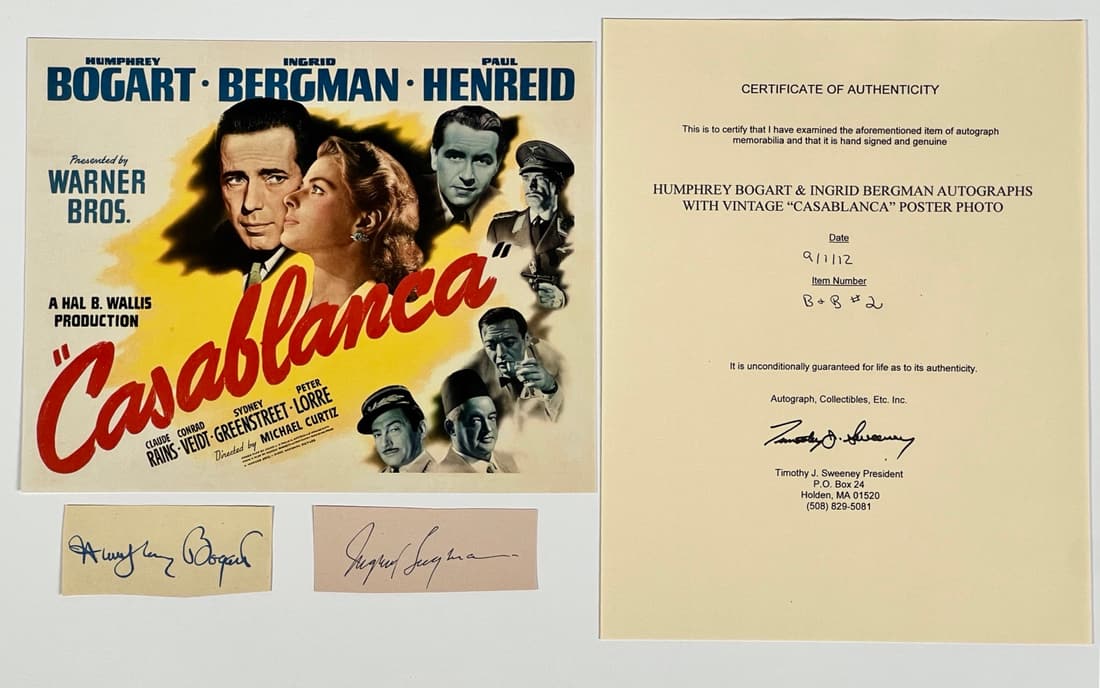 HUMPHREY INGRID PAUL
BOGART · BERGMAN · HENREID
Presented by
WARNER
BROS.
A HAL B. WALLIS
PRODUCTION
"Casablanca"
CLAUDE CONRAD SYDNEY PETER
RAINS · VEIDT · GREENSTREET · LORRE
Directed by MICHAEL CURTIZ
Humphrey Bogart
Ingrid Bergman
CERTIFICATE OF AUTHENTICITY
This is to certify that I have examined the aforementioned item of autograph
memorabilia and that it is hand signed and genuine
HUMPHREY BOGART & INGRID BERGMAN AUTOGRAPHS
WITH VINTAGE “CASABLANCA” POSTER PHOTO
Date
9/1/12
Item Number
B + B #2
It is unconditionally guaranteed for life as to its authenticity.
Autograph, Collectibles, Etc. Inc.
Timothy J. Sweeney
Timothy J. Sweeney President
P.O. Box 24
Holden, MA 01520
(508) 829-5081